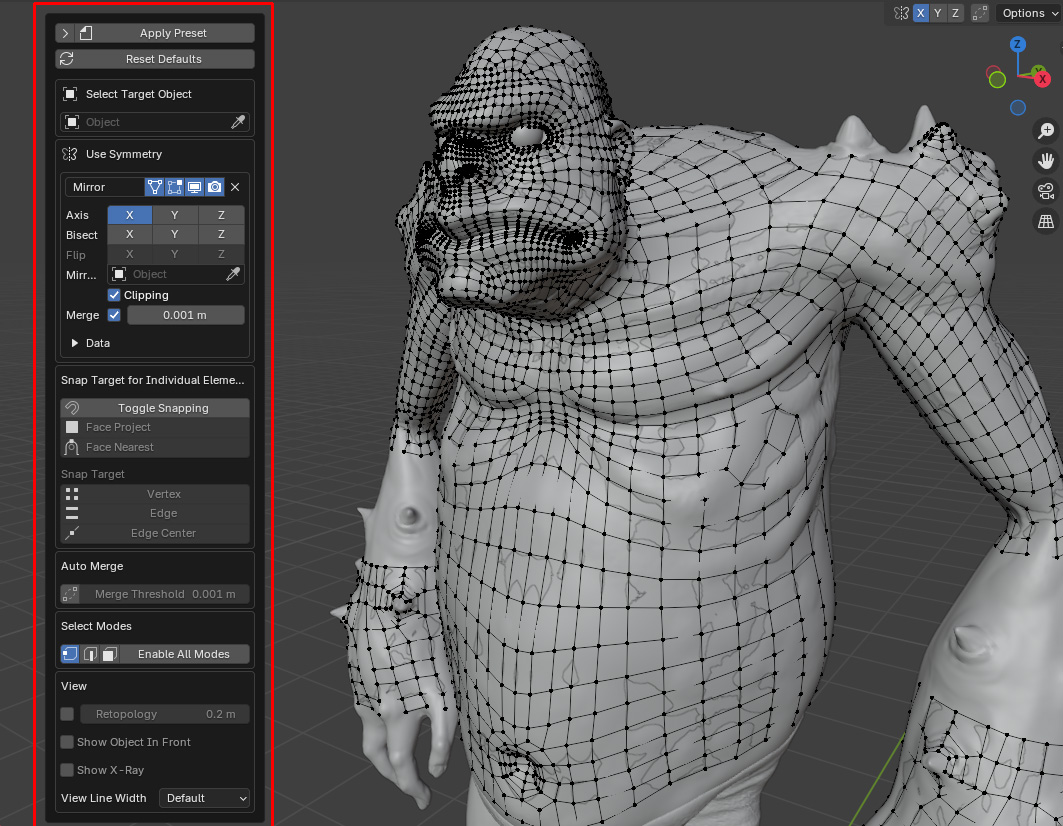 Apply Preset
Reset Defaults
Select Target Object
Object
Use Symmetry
Mirror
Axis X Y Z
Bisect X Y Z
Flip X Y Z
Mirr... Object
Clipping
Merge 0.001 m
Data
Snap Target for Individual Eleme...
Toggle Snapping
Face Project
Face Nearest
Snap Target
Vertex
Edge
Edge Center
Auto Merge
Merge Threshold 0.001 m
Select Modes
Enable All Modes
View
Retopology 0.2 m
Show Object In Front
Show X-Ray
View Line Width Default
X Y Z Options
Z
Y
X